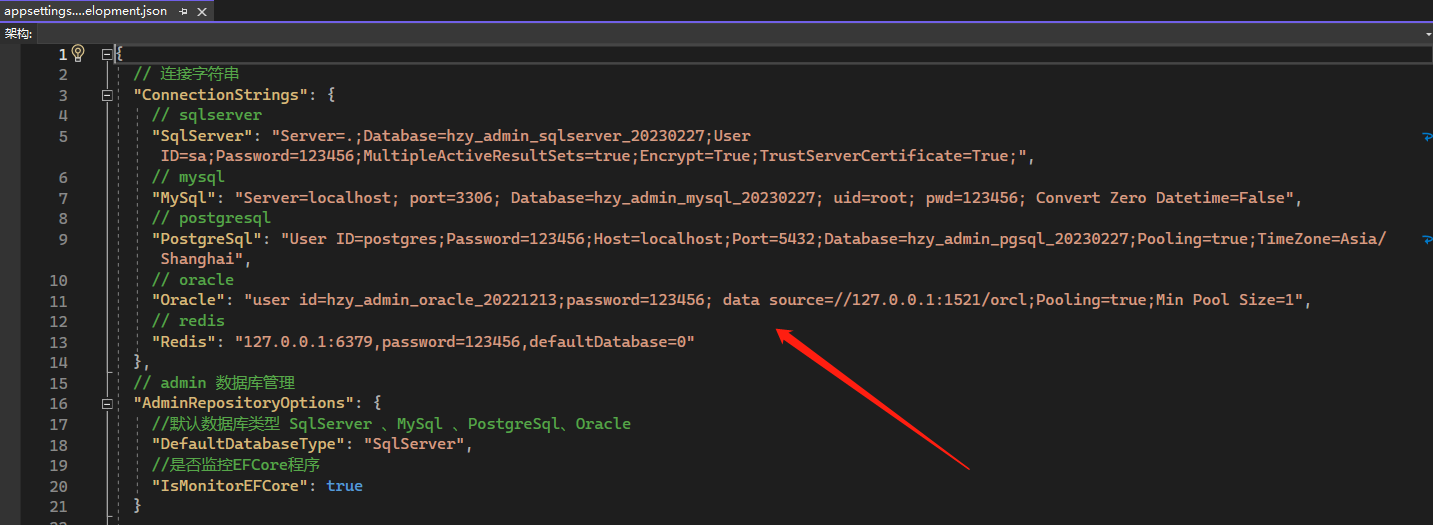 appsettings....elopment.json
架构:
1 {
2 // 连接字符串
3 "ConnectionStrings": {
4 // sqlserver
5 "SqlServer": "Server=.;Database=hzy_admin_sqlserver_20230227;User
ID=sa;Password=123456;MultipleActiveResultSets=true;Encrypt=True;TrustServerCertificate=True;",
6 // mysql
7 "MySql": "Server=localhost; port=3306; Database=hzy_admin_mysql_20230227; uid=root; pwd=123456; Convert Zero Datetime=False",
8 // postgresql
9 "PostgreSql": "User ID=postgres;Password=123456;Host=localhost;Port=5432;Database=hzy_admin_pgsql_20230227;Pooling=true;TimeZone=Asia/
Shanghai",
10 // oracle
11 "Oracle": "user id=hzy_admin_oracle_20221213;password=123456; data source=//127.0.0.1:1521/orcl;Pooling=true;Min Pool Size=1",
12 // redis
13 "Redis": "127.0.0.1:6379,password=123456,defaultDatabase=0"
14 },
15 // admin 数据库管理
16 "AdminRepositoryOptions": {
17 //默认数据库类型 SqlServer 、MySql 、PostgreSql、Oracle
18 "DefaultDatabaseType": "SqlServer",
19 //是否监控EFCore程序
20 "IsMonitorEFCore": true
21 }